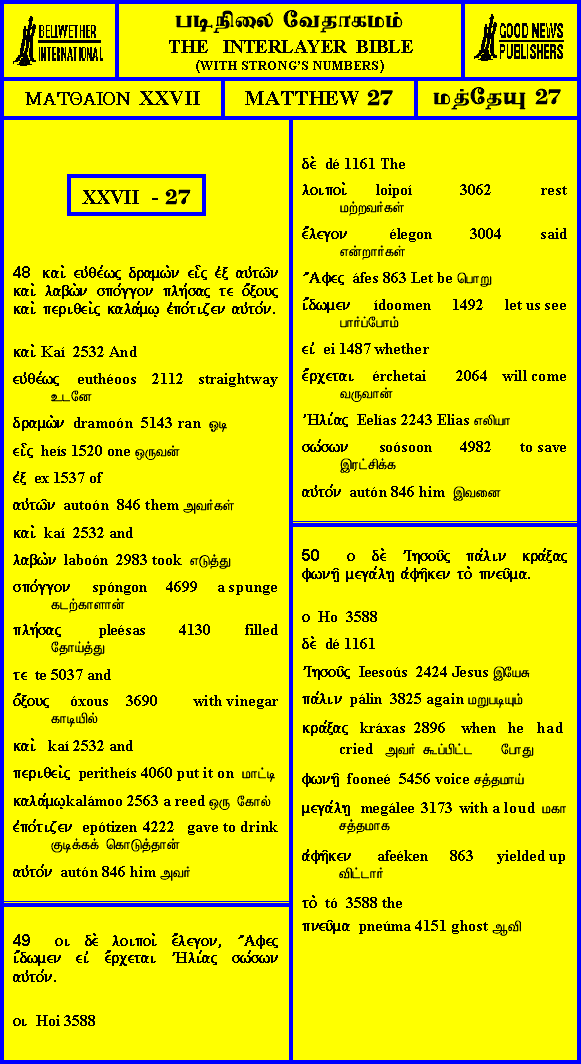 BELLWETHER
INTERNATIONAL
படிநிலை வேதாகமம்
THE INTERLAYER BIBLE
(WITH STRONG'S NUMBERS)
GOOD NEWS
PUBLISHERS
ΜΑΤΘΑΙΟΝ XXVII
MATTHEW 27
மத்தேயு 27
XXVII - 27
48 καὶ εὐθέως δραμὼν εἷς ἐξ αὐτῶν
καὶ λαβὼν σπόγγον πλήσας τε ὄξους
καὶ περιθεὶς καλάμῳ ἐπότιζεν αὐτόν.
καὶ Kaí 2532 And
εὐθέως euthéoos 2112 straightway
உடனே
δραμὼν dramoón 5143 ran ஓடி
εἷς heís 1520 one ஒருவன்
ἐξ ex 1537 of
αὐτῶν autoón 846 them அவர்கள்
καὶ kaí 2532 and
λαβὼν laboón 2983 took எடுத்து
σπόγγον spóngon 4699 a spunge
கடற்காளான்
πλήσας pleésas 4130 filled
தோய்த்து
τε te 5037 and
ὄξους óxous 3690 with vinegar
காடியில்
καὶ kaí 2532 and
περιθεὶς peritheís 4060 put it on மாட்டி
καλάμῳ kalámoo 2563 a reed ஒரு கோல்
ἐπότιζεν epótizen 4222 gave to drink
குடிக்கக் கொடுத்தான்
αὐτόν autón 846 him அவர்
49 οι δὲ λοιποὶ ἔλεγον, Ἄφες
ἴδωμεν εἰ ἔρχεται Ἠλίας σώσων
αὐτόν.
οι Hoi 3588
δὲ dé 1161 The
λοιποὶ loipoí 3062 rest
மற்றவர்கள்
ἔλεγον élegon 3004 said
என்றார்கள்
Ἄφες áfes 863 Let be பொறு
ἴδωμεν ídoomen 1492 let us see
பார்ப்போம்
εἰ ei 1487 whether
ἔρχεται érchetai 2064 will come
வருவான்
Ἠλίας Eelías 2243 Elias எலியா
σώσων soósoon 4982 to save
இரட்சிக்க
αὐτόν autón 846 him இவனை
50 ο δὲ Ἰησοῦς πάλιν κράξας
φωνῇ μεγάλῃ ἀφῆκεν τὸ πνεῦμα.
ο Ho 3588
δὲ dé 1161
Ἰησοῦς Ieesoús 2424 Jesus இயேசு
πάλιν pálin 3825 again மறுபடியும்
κράξας kráxas 2896 when he had
cried அவர் கூப்பிட்ட போது
φωνῇ fooneé 5456 voice சத்தமாய்
μεγάλῃ megálee 3173 with a loud மகா
சத்தமாக
ἀφῆκεν afeéken 863 yielded up
விட்டார்
τὸ tó 3588 the
πνεῦμα pneúma 4151 ghost ஆவி